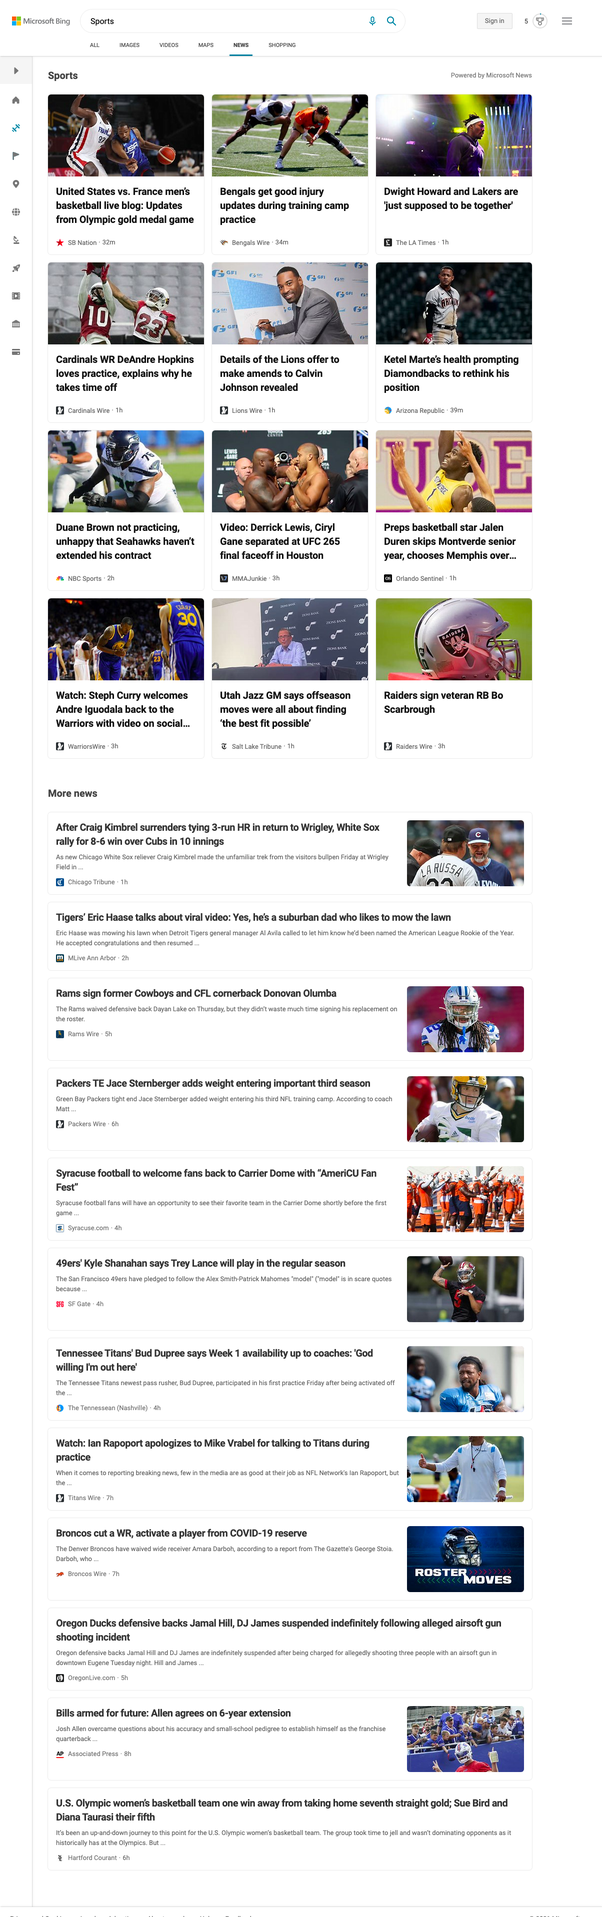 Microsoft Bing
Sports
Sign in
5
ALL
IMAGES
VIDEOS
MAPS
NEWS
SHOPPING
Sports
Powered by Microsoft News
United States vs. France men's
basketball live blog: Updates
from Olympic gold medal game
SB Nation · 32m
Bengals get good injury
updates during training camp
practice
Bengals Wire · 34m
Dwight Howard and Lakers are
'just supposed to be together'
The LA Times · 1h
10
23
Cardinals WR DeAndre Hopkins
loves practice, explains why he
takes time off
Cardinals Wire · 1h
Details of the Lions offer to
make amends to Calvin
Johnson revealed
Lions Wire · 1h
Ketel Marte's health prompting
Diamondbacks to rethink his
position
Arizona Republic · 39m
Duane Brown not practicing,
unhappy that Seahawks haven't
extended his contract
NBC Sports · 2h
Video: Derrick Lewis, Ciryl
Gane separated at UFC 265
final faceoff in Houston
MMAJunkie · 3h
Preps basketball star Jalen
Duren skips Montverde senior
year, chooses Memphis over...
Orlando Sentinel · 1h
30
Watch: Steph Curry welcomes
Andre Iguodala back to the
Warriors with video on social...
WarriorsWire · 3h
Utah Jazz GM says offseason
moves were all about finding
'the best fit possible'
Salt Lake Tribune · 1h
RAIDERS
Raiders sign veteran RB Bo
Scarbrough
Raiders Wire · 3h
More news
After Craig Kimbrel surrenders tying 3-run HR in return to Wrigley, White Sox
rally for 8-6 win over Cubs in 10 innings
As new Chicago White Sox reliever Craig Kimbrel made the unfamiliar trek from the visitors bullpen Friday at Wrigley
Field in ...
Chicago Tribune · 1h
LA RUSSA
Tigers' Eric Haase talks about viral video: Yes, he's a suburban dad who likes to mow the lawn
Eric Haase was mowing his lawn when Detroit Tigers general manager Al Avila called to let him know he'd been named the American League Rookie of the Year.
He accepted congratulations and then resumed ...
MLive Ann Arbor · 2h
Rams sign former Cowboys and CFL cornerback Donovan Olumba
The Rams waived defensive back Dayan Lake on Thursday, but they didn't waste much time signing his replacement on
the roster.
Rams Wire · 5h
Packers TE Jace Sternberger adds weight entering important third season
Green Bay Packers tight end Jace Sternberger added weight entering his third NFL training camp. According to coach
Matt ...
Packers Wire · 6h
Syracuse football to welcome fans back to Carrier Dome with "AmeriCU Fan
Fest"
Syracuse football fans will have an opportunity to see their favorite team in the Carrier Dome shortly before the first
game ...
Syracuse.com · 4h
49ers' Kyle Shanahan says Trey Lance will play in the regular season
The San Francisco 49ers have pledged to follow the Alex Smith-Patrick Mahomes "model" ("model" is in scare quotes
because ...
SF Gate · 4h
Tennessee Titans' Bud Dupree says Week 1 availability up to coaches: 'God
willing I'm out here'
The Tennessee Titans newest pass rusher, Bud Dupree, participated in his first practice Friday after being activated off
the ...
The Tennessean (Nashville) · 4h
Watch: Ian Rapoport apologizes to Mike Vrabel for talking to Titans during
practice
When it comes to reporting breaking news, few in the media are as good at their job as NFL Network's Ian Rapoport, but
the ...
Titans Wire · 7h
Broncos cut a WR, activate a player from COVID-19 reserve
The Denver Broncos have waived wide receiver Amara Darboh, according to a report from The Gazette's George Stoia.
Darboh, who ...
Broncos Wire · 7h
ROSTER
MOVES
Oregon Ducks defensive backs Jamal Hill, DJ James suspended indefinitely following alleged airsoft gun
shooting incident
Oregon defensive backs Jamal Hill and DJ James are indefinitely suspended after being charged for allegedly shooting three people with an airsoft gun in
downtown Eugene Tuesday night. Hill and James ...
OregonLive.com · 5h
Bills armed for future: Allen agrees on 6-year extension
Josh Allen overcame questions about his accuracy and small-school pedigree to establish himself as the franchise
quarterback ...
Associated Press · 8h
U.S. Olympic women's basketball team one win away from taking home seventh straight gold; Sue Bird and
Diana Taurasi their fifth
It's been an up-and-down journey to this point for the U.S. Olympic women's basketball team. The group took time to jell and wasn't dominating opponents as it
historically has at the Olympics. But ...
Hartford Courant · 6h